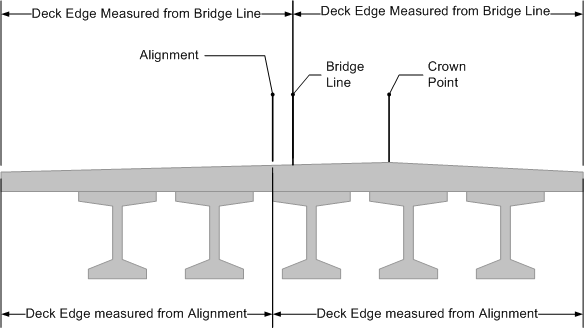 Deck Edge Measured from Bridge Line
Deck Edge Measured from Bridge Line
Alignment
Bridge
Line
Crown
Point
Deck Edge measured from Alignment
Deck Edge measured from Alignment